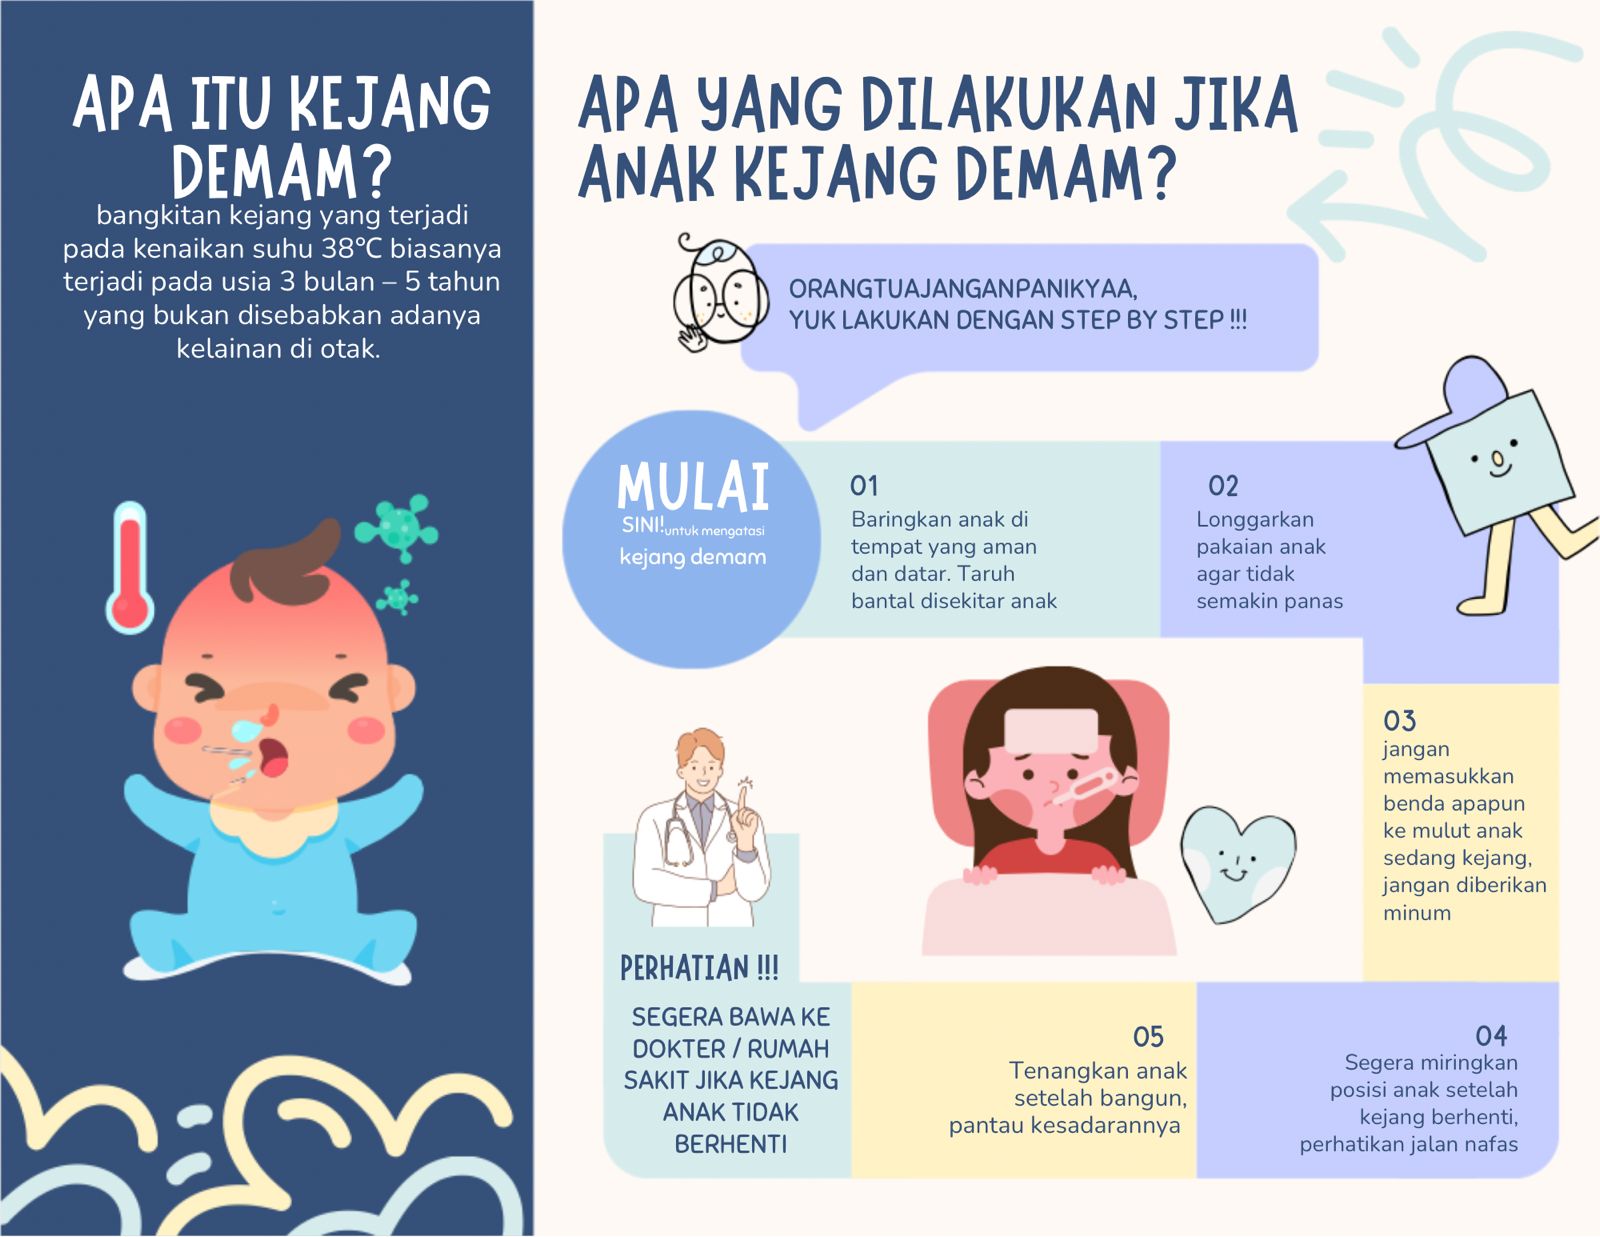 APA ITU KEJANG
DEMAM?
bangkitan kejang yang terjadi
pada kenaikan suhu 38℃ biasanya
terjadi pada usia 3 bulan – 5 tahun
yang bukan disebabkan adanya
kelainan di otak.
APA YANG DILAKUKAN JIKA
ANAK KEJANG DEMAM?
ORANGTUAJANGANPANIKYAA,
YUK LAKUKAN DENGAN STEP BY STEP !!!
MULAI
SINI!untuk mengatasi
kejang demam
01
Baringkan anak di
tempat yang aman
dan datar. Taruh
bantal disekitar anak
02
Longgarkan
pakaian anak
agar tidak
semakin panas
03
jangan
memasukkan
benda apapun
ke mulut anak
sedang kejang,
jangan diberikan
minum
04
Segera miringkan
posisi anak setelah
kejang berhenti,
perhatikan jalan nafas
05
Tenangkan anak
setelah bangun,
pantau kesadarannya
PERHATIAN !!!
SEGERA BAWA KE
DOKTER / RUMAH
SAKIT JIKA KEJANG
ANAK TIDAK
BERHENTI